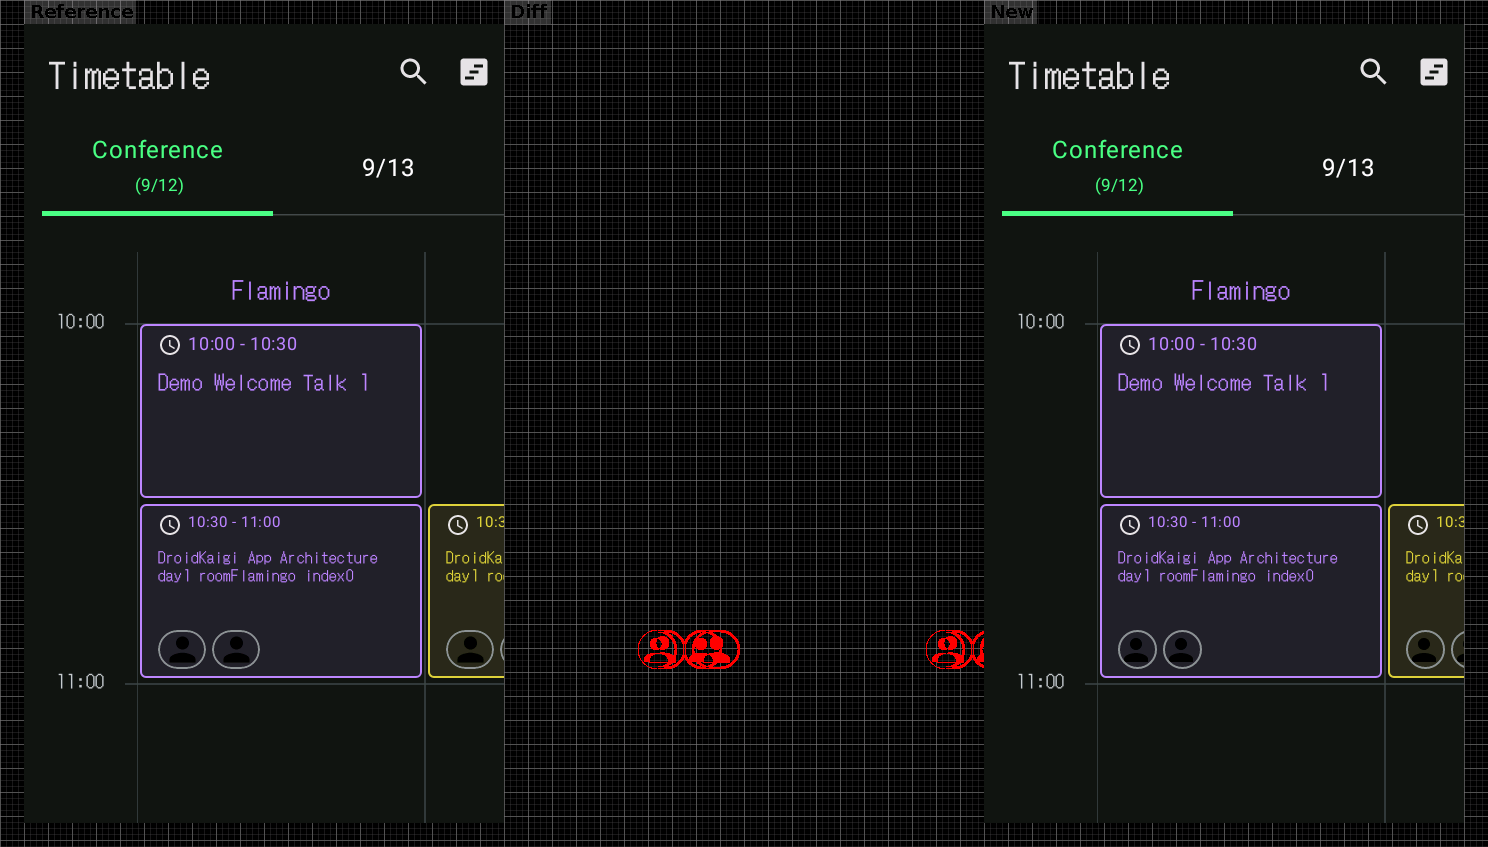 Reference
Diff
New
Timetable
Conference
(9/12)
9/13
Flamingo
10:00
10:00 - 10:30
Demo Welcome Talk 1
10:30 - 11:00
DroidKaigi App Architecture
day1 roomFlamingo index0
10:3
DroidKa
day1 ro
11:00
Timetable
Conference
(9/12)
9/13
Flamingo
10:00
10:00 - 10:30
Demo Welcome Talk 1
10:30 - 11:00
DroidKaigi App Architecture
day1 roomFlamingo index0
10:3
DroidKa
day1 ro
11:00